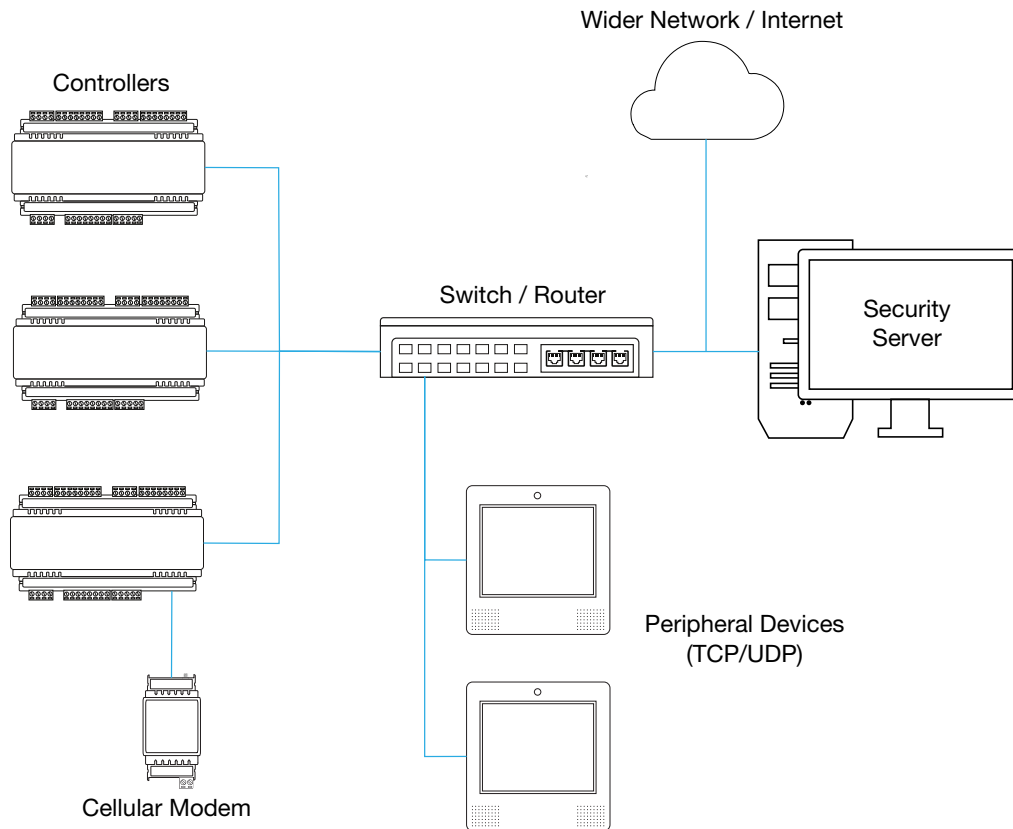 Wider Network / Internet
Controllers
Switch / Router
Security
Server
Peripheral Devices
(TCP/UDP)
Cellular Modem